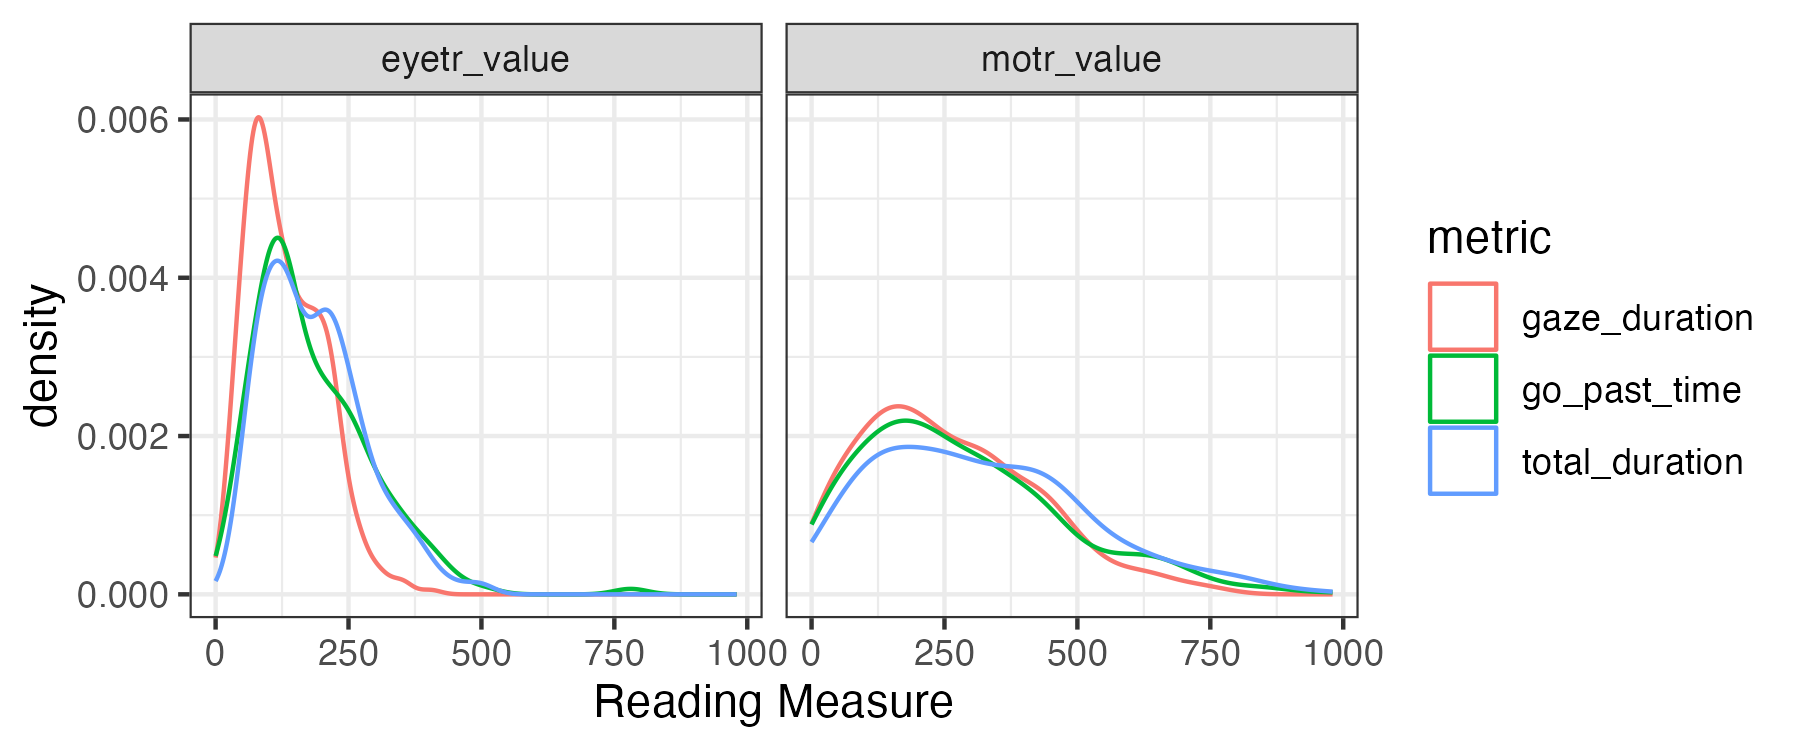 eyetr_value
motr_value
density
0.006
0.004
0.002
0.000
0 250 500 750 1000
0 250 500 750 1000
Reading Measure
metric
gaze_duration
go_past_time
total_duration